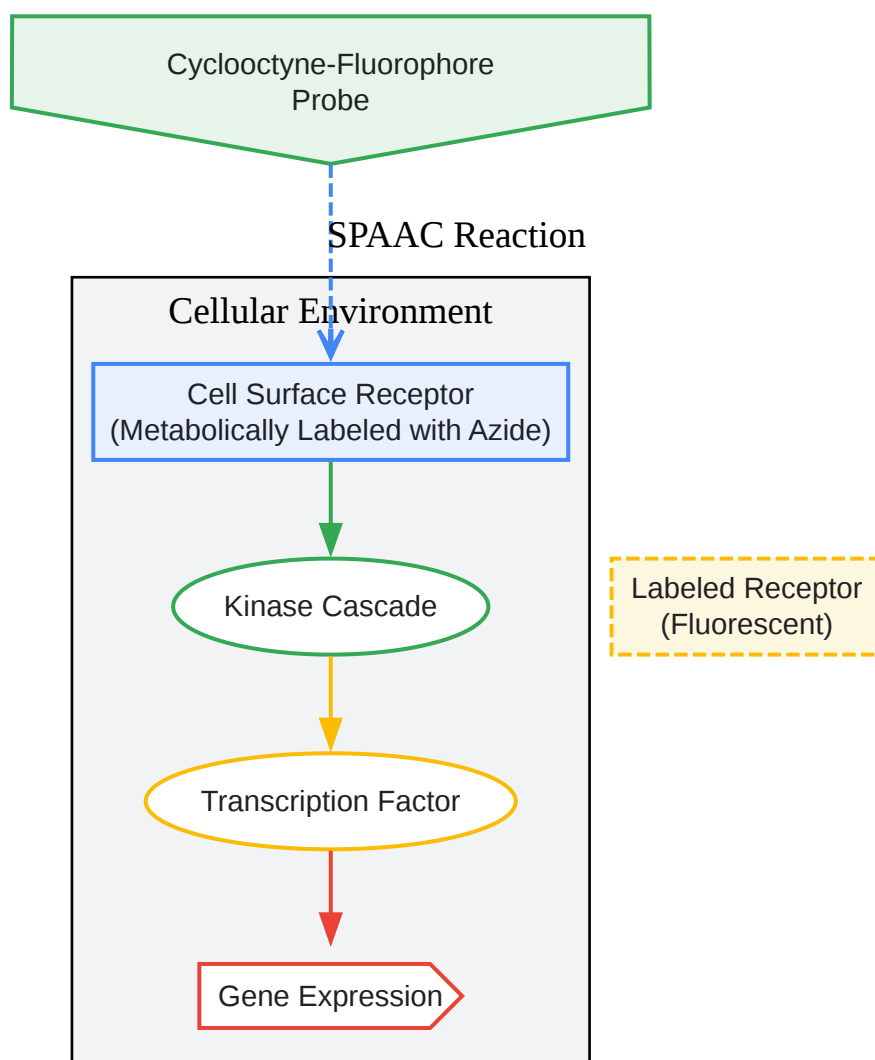 Cyclooctyne-Fluorophore
Probe
SPAAC Reaction
Cellular Environment
Cell Surface Receptor
(Metabolically Labeled with Azide)
Kinase Cascade
Labeled Receptor
(Fluorescent)
Transcription Factor
Gene Expression